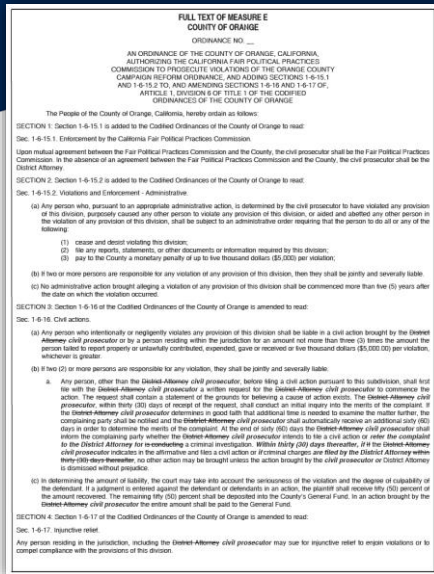 FULL TEXT OF MEASURE E
COUNTY OF ORANGE
ORDINANCE NO. __
AN ORDINANCE OF THE COUNTY OF ORANGE, CALIFORNIA,
AUTHORIZING THE CALIFORNIA FAIR POLITICAL PRACTICES
COMMISSION TO PROSECUTE VIOLATIONS OF THE ORANGE COUNTY
CAMPAIGN REFORM ORDINANCE, AND ADDING SECTIONS 1-6-15.1
AND 1-6-15.2 TO, AND AMENDING SECTIONS 1-6-16 AND 1-6-17 OF,
ARTICLE 1, DIVISION 6 OF TITLE 1 OF THE CODIFIED
ORDINANCES OF THE COUNTY OF ORANGE
The People of the County of Orange, California, hereby ordain as follows:
SECTION 1: Section 1-6-15.1 is added to the Codified Ordinances of the County of Orange to read:
Sec. 1-6-15.1. Enforcement by the California Fair Political Practices Commission.
Upon mutual agreement between the Fair Political Practices Commission and the County, the civil prosecutor shall be the Fair Political Practices
Commission. In the absence of an agreement between the Fair Political Practices Commission and the County, the civil prosecutor shall be the
District Attorney.
SECTION 2: Section 1-6-15.2 is added to the Codified Ordinances of the County of Orange to read:
Sec. 1-6-15.2. Violations and Enforcement - Administrative.
(a) Any person who, pursuant to an appropriate administrative action, is determined by the civil prosecutor to have violated any provision
of this division, purposely caused any other person to violate any provision of this division, or aided and abetted any other person in
the violation of any provision of this division, shall be subject to an administrative order requiring that the person to do all or any of the
following:
(1) cease and desist violating this division;
(2) file any reports, statements, or other documents or information required by this division;
(3) pay to the County a monetary penalty of up to five thousand dollars ($5,000) per violation;
(b) If two or more persons are responsible for any violation of any provision of this division, then they shall be jointly and severally liable.
(c) No administrative action brought alleging a violation of any provision of this division shall be commenced more than five (5) years after
the date on which the violation occurred.
SECTION 3: Section 1-6-16 of the Codified Ordinances of the County of Orange is amended to read:
Sec. 1-6-16. Civil actions.
(a) Any person who intentionally or negligently violates any provision of this division shall be liable in a civil action brought by the District
Attorney civil prosecutor or by a person residing within the jurisdiction for an amount not more than three (3) times the amount the
person failed to report property or unlawfully contributed, expended, gave or received or five thousand dollars ($5,000.00) per violation,
whichever is greater.
(b) If two (2) or more persons are responsible for any violation, they shall be jointly and severally liable.
a. Any person, other than the District Attorney civil prosecutor, before filing a civil action pursuant to this subdivision, shall first
file with the District Attorney civil prosecutor a written request for the District Attorney civil prosecutor to commence the
action. The request shall contain a statement of the grounds for believing a cause of action exists. The District Attorney civil
prosecutor, within thirty (30) days of receipt of the request, shall conduct an initial inquiry into the merits of the complaint. If
the District Attorney civil prosecutor determines in good faith that additional time is needed to examine the matter further, the
complaining party shall be notified and the District Attorney civil prosecutor shall automatically receive an additional sixty (60)
days in order to determine the merits of the complaint. At the end of sixty (60) days the District Attorney civil prosecutor shall
inform the complaining party whether the District Attorney civil prosecutor intends to file a civil action or refer the complaint
to the District Attorney for is conducting a criminal investigation. Within thirty (30) days thereafter, if it the District Attorney
civil prosecutor indicates in the affirmative and files a civil action or if criminal charges are filed by the District Attorney within
thirty (30) days thereafter, no other action may be brought unless the action brought by the civil prosecutor or District Attorney
is dismissed without prejudice.
(c) In determining the amount of liability, the court may take into account the seriousness of the violation and the degree of culpability of
the defendant. If a judgment is entered against the defendant or defendants in an action, the plaintiff shall receive fifty (50) percent of
the amount recovered. The remaining fifty (50) percent shall be deposited into the County's General Fund. In an action brought by the
District Attorney civil prosecutor the entire amount shall be paid to the General Fund.
SECTION 4: Section 1-6-17 of the Codified Ordinances of the County of Orange is amended to read:
Sec. 1-6-17. Injunctive relief.
Any person residing in the jurisdiction, including the District Attorney civil prosecutor may sue for injunctive relief to enjoin violations or to
compel compliance with the provisions of this division.